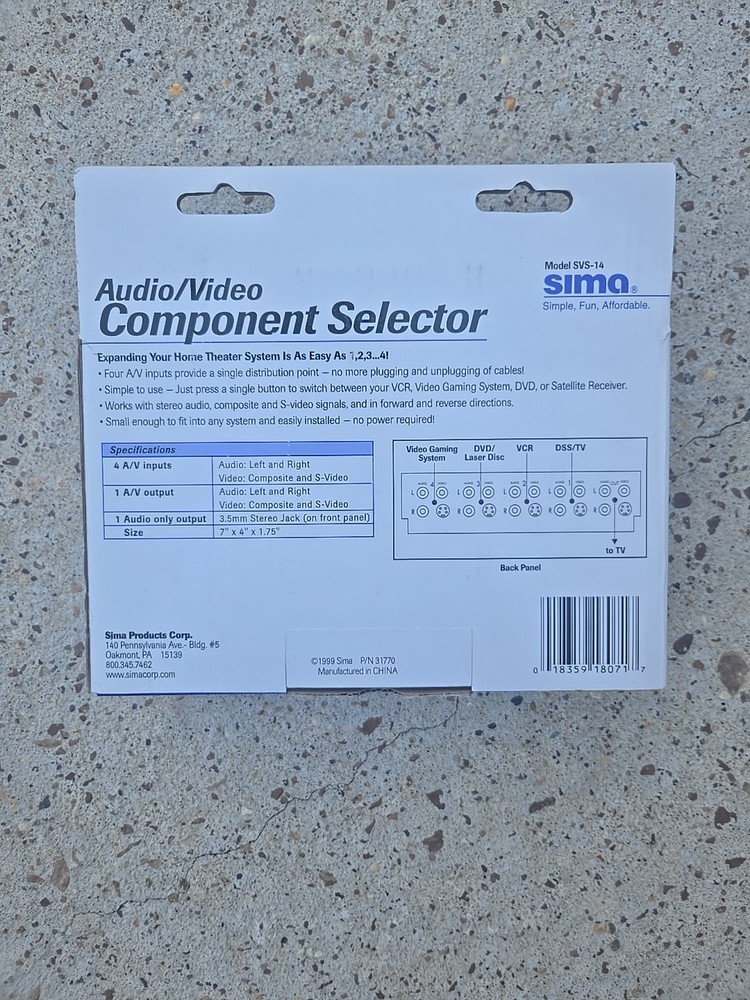 Model SVS-14
sima®
Simple, Fun, Affordable.
Audio/Video
Component Selector
Expanding Your Home Theater System Is As Easy As 1,2,3...4!
• Four A/V inputs provide a single distribution point — no more plugging and unplugging of cables!
• Simple to use — Just press a single button to switch between your VCR, Video Gaming System, DVD, or Satellite Receiver.
• Works with stereo audio, composite and S-video signals, and in forward and reverse directions.
• Small enough to fit into any system and easily installed — no power required!
Specifications
4 A/V inputs Audio: Left and Right
Video: Composite and S-Video
1 A/V output Audio: Left and Right
Video: Composite and S-Video
1 Audio only output 3.5mm Stereo Jack (on front panel)
Size 7" x 4" x 1.75"
Video Gaming System
DVD/ Laser Disc
VCR
DSS/TV
4 3 2 1 OUT
L L L L L
R R R R R
to TV
Back Panel
Sima Products Corp.
140 Pennsylvania Ave.- Bldg. #5
Oakmont, PA 15139
800.345.7462
www.simacorp.com
©1999 Sima P/N 31770
Manufactured in CHINA
0 18359 18071 7